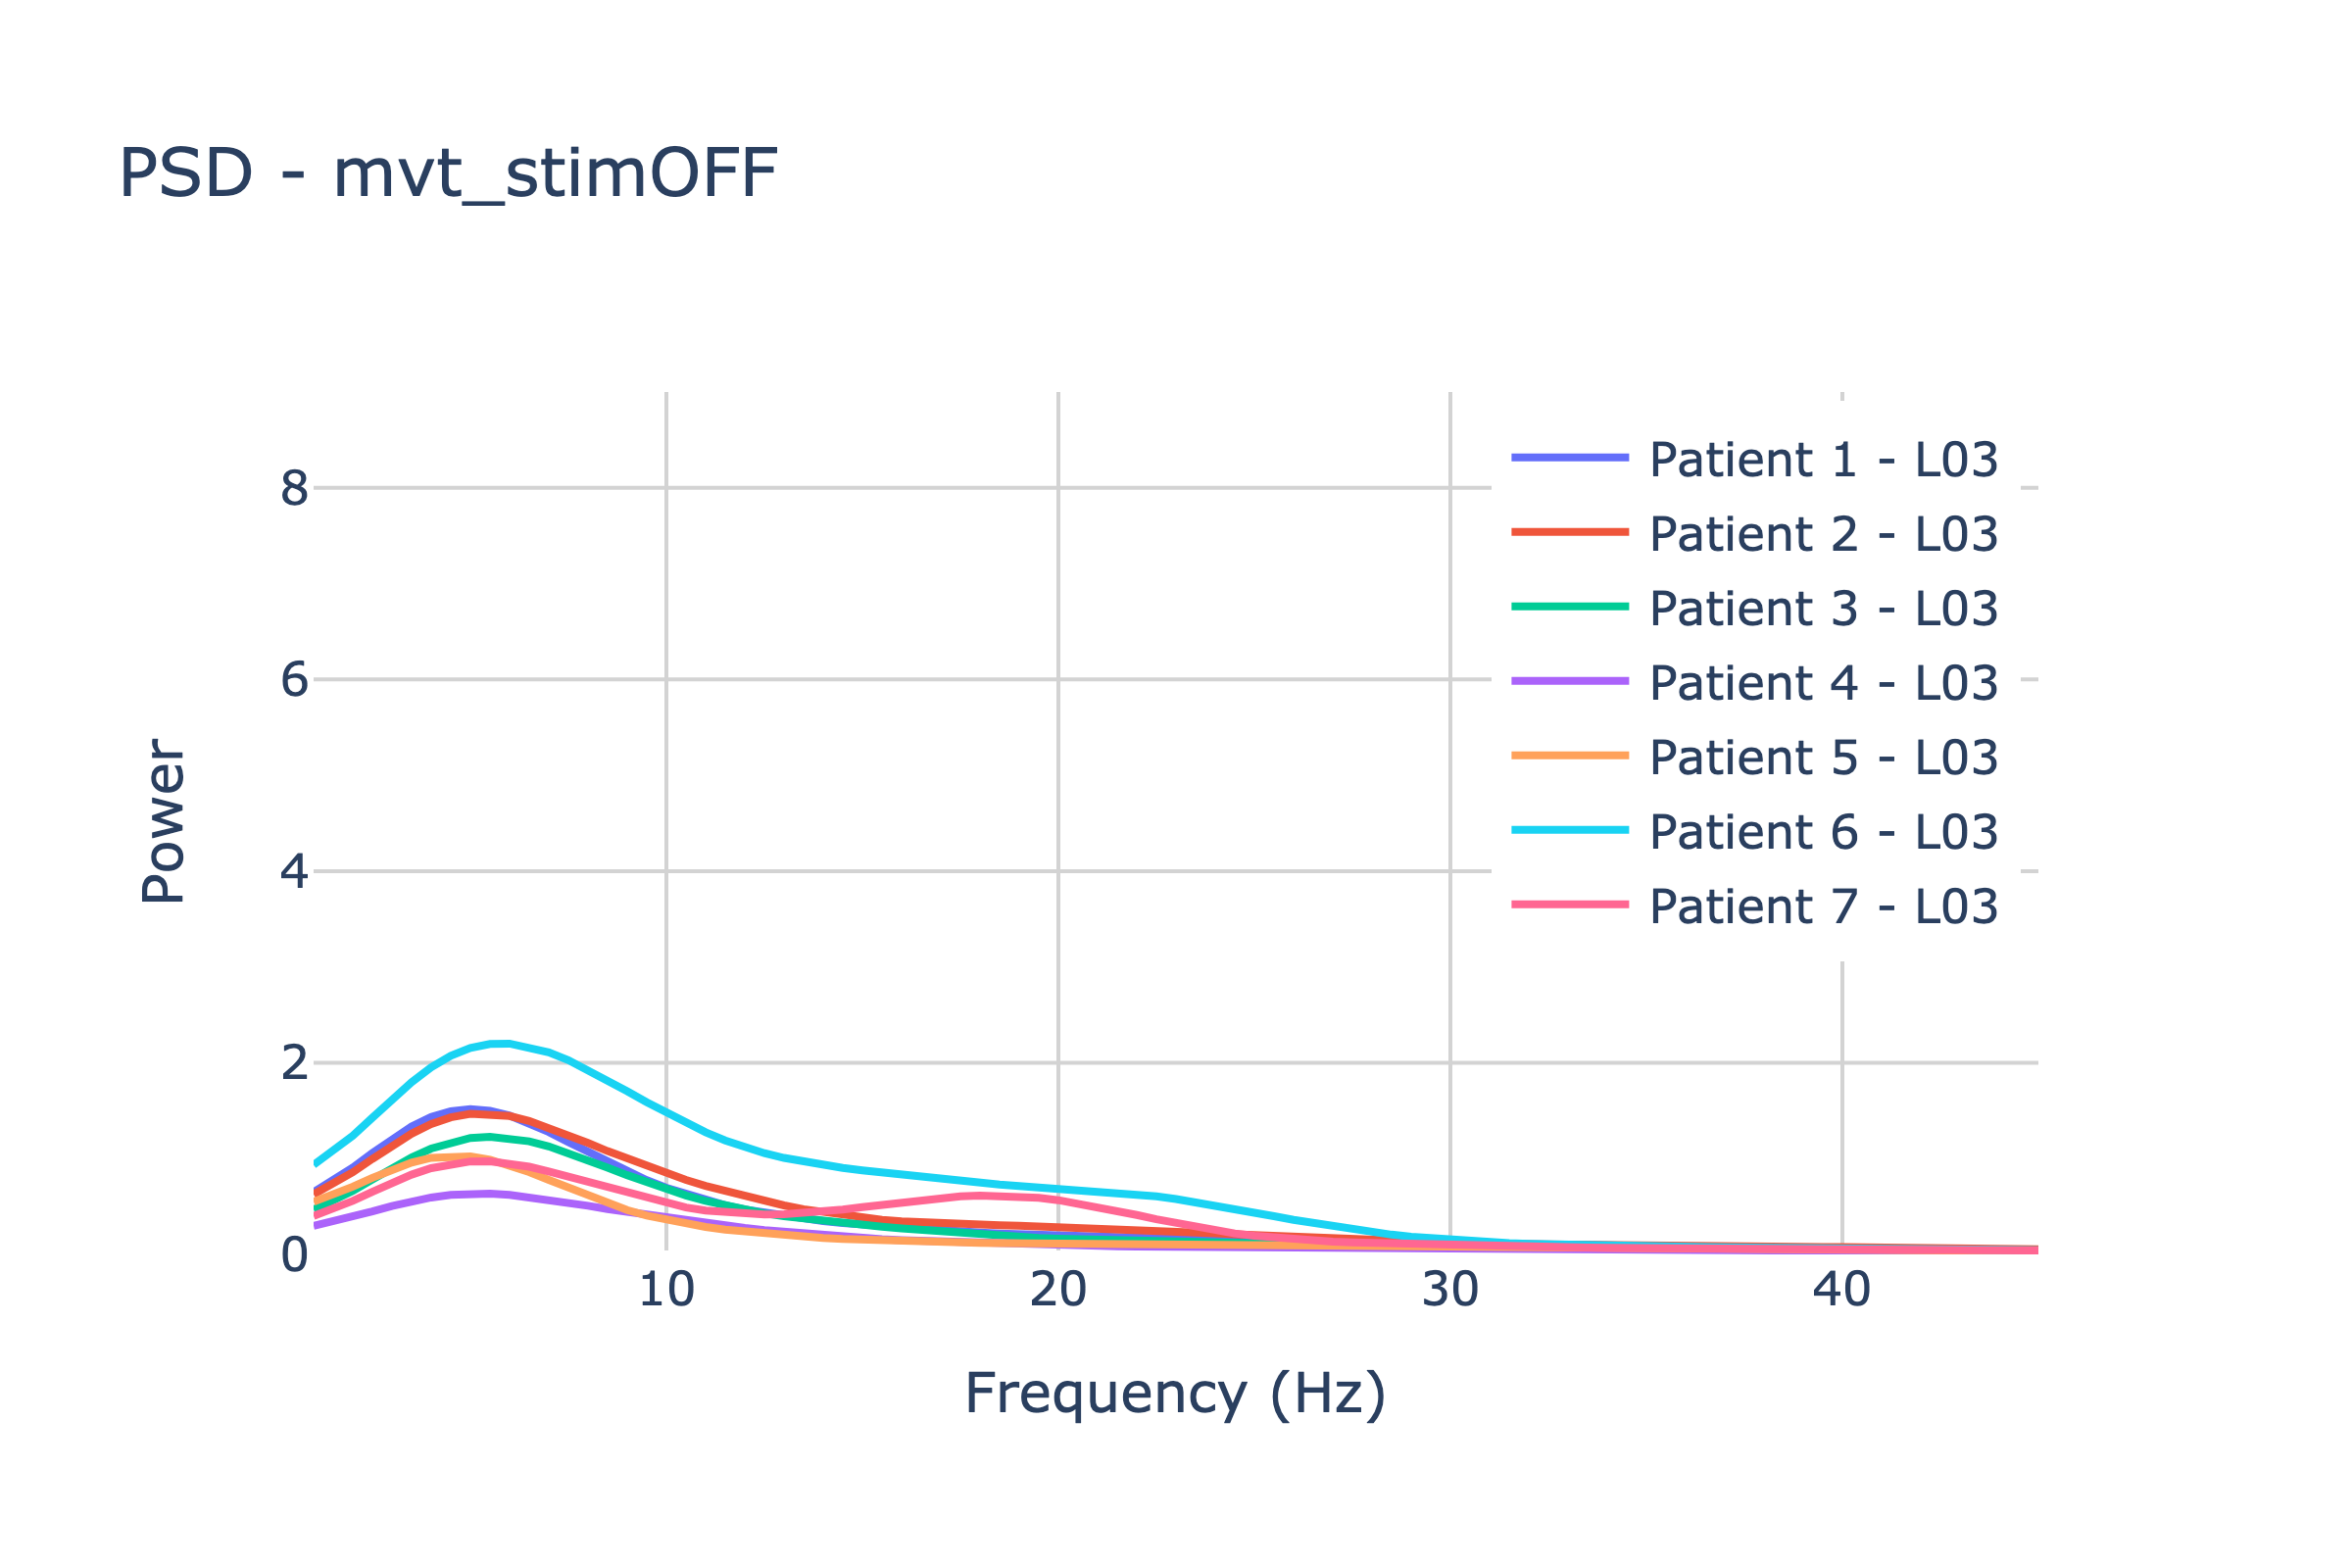 PSD - mvt_stimOFF
Patient 1 - L03
Patient 2 - L03
Patient 3 - L03
Patient 4 - L03
Patient 5 - L03
Patient 6 - L03
Patient 7 - L03
Power
8
6
4
2
0
10 20 30 40
Frequency (Hz)